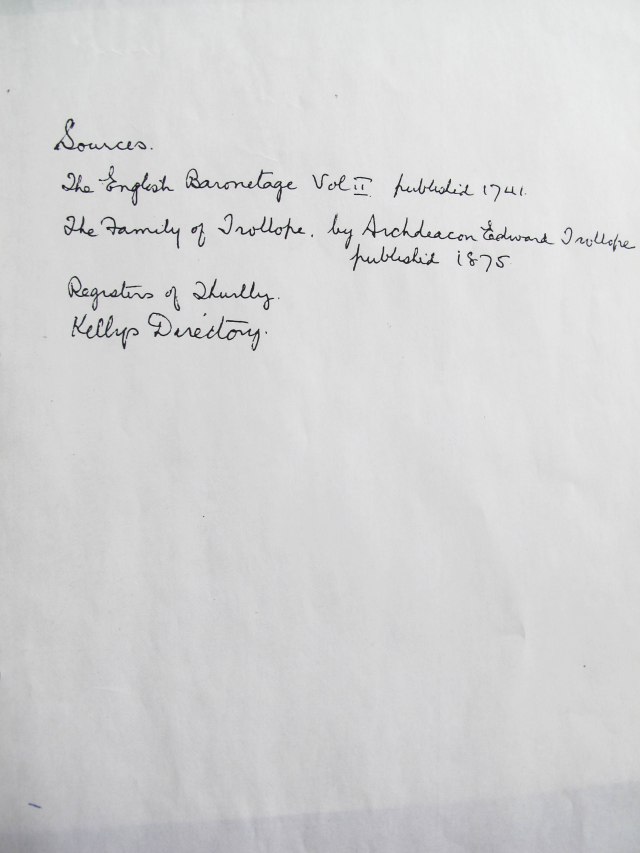 Sources.
The English Baronetage Vol II published 1741.
The Family of Trollope. by Archdeacon Edward Trollope
published 1875
Registers of Thurlby.
Kellys Directory.